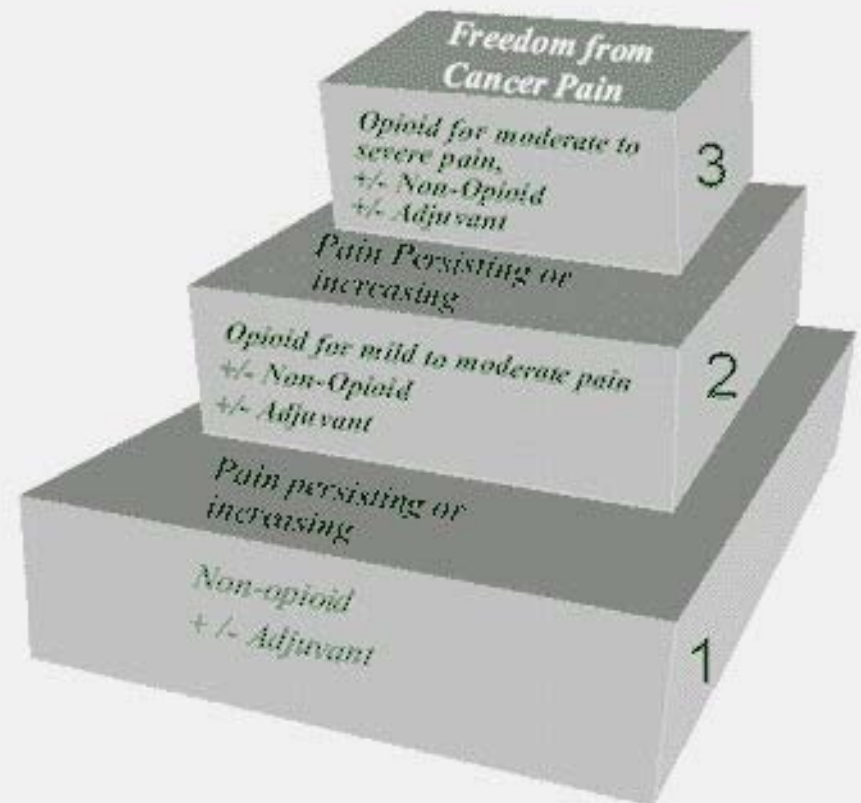 Freedom from
Cancer Pain
Opioid for moderate to
severe pain,
+/- Non-Opioid
+/- Adjuvant
3
Pain Persisting or
increasing
Opioid for mild to moderate pain
+/- Non-Opioid
+/- Adjuvant
2
Pain persisting or
increasing
Non-opioid
+ /- Adjuvant
1